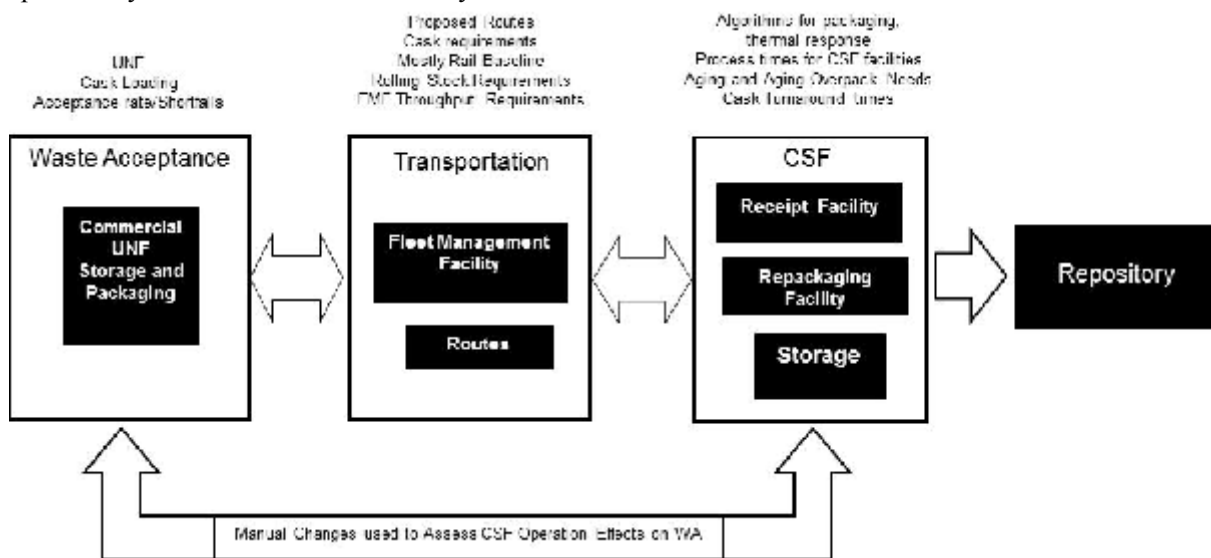 UNF
Cask Loading
Acceptance rate/Shortfalls
Proposed Routes
Cask requirements
Mostly Rail Baseline
Rolling Stock Requirements
FMF Throughput Requirements
Algorithms for packaging,
thermal response
Process times for CSF facilities
Aging and Aging Overpack Needs
Cask Turnaround times
Waste Acceptance
Commercial
UNF
Storage and
Packaging
Transportation
Fleet Management
Facility
Routes
CSF
Receipt Facility
Repackaging
Facility
Storage
Repository
Manual Changes used to Assess CSF Operation Effects on WA